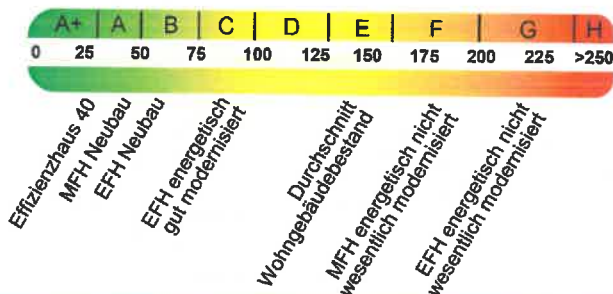 A+ A B C D E F G H
0 25 50 75 100 125 150 175 200 225 >250
Effizienzhaus 40
MFH Neubau
EFH Neubau
EFH energetisch
gut modernisiert
Durchschnitt
Wohngebäudebestand
MFH energetisch nicht
wesentlich modernisiert
EFH energetisch nicht
wesentlich modernisiert